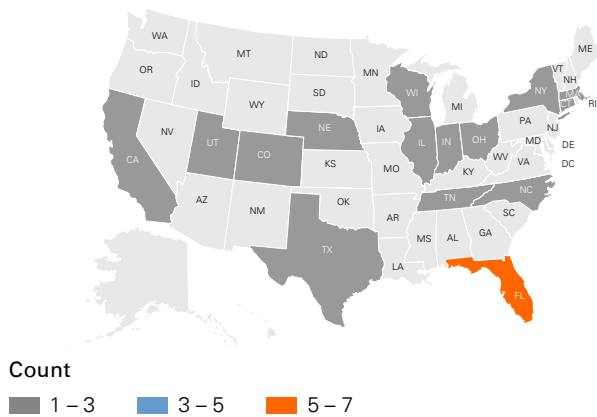 WA
ME
MT
ND
VT
OR
MN
NH
ID
SD
WI
NY
MA
WY
MI
CT
RI
IA
PA
NJ
NE
NV
OH
MD
DE
UT
IL
IN
CA
CO
WV
VA
DC
KS
MO
KY
NC
TN
AZ
OK
NM
AR
SC
MS
AL
GA
TX
LA
FL
Count
1 – 3
3 – 5
5 – 7